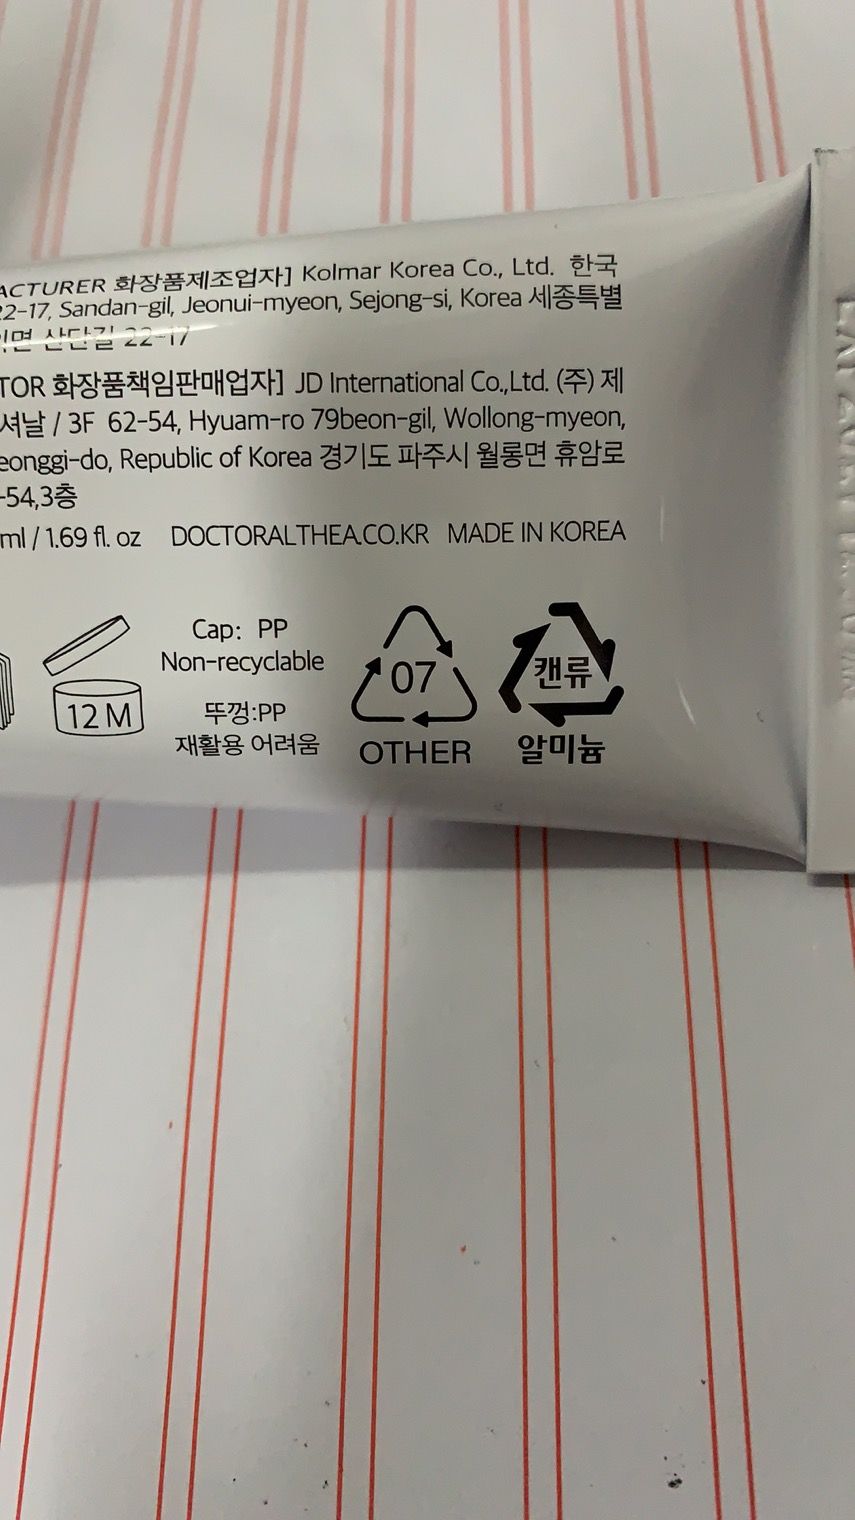 ACTURER 화장품제조업자] Kolmar Korea Co., Ltd. 한국
22-17, Sandan-gil, Jeonui-myeon, Sejong-si, Korea 세종특별
면 산단길 22-17
TOR 화장품책임판매업자] JD International Co.,Ltd. (주) 제
셔날 / 3F 62-54, Hyuam-ro 79beon-gil, Wollong-myeon,
eonggi-do, Republic of Korea 경기도 파주시 월롱면 휴암로
-54,3층
ml / 1.69 fl. oz DOCTORALTHEA.CO.KR MADE IN KOREA
12 M
Cap: PP
Non-recyclable
뚜껑:PP
재활용 어려움
07
OTHER
캔류
알미늄